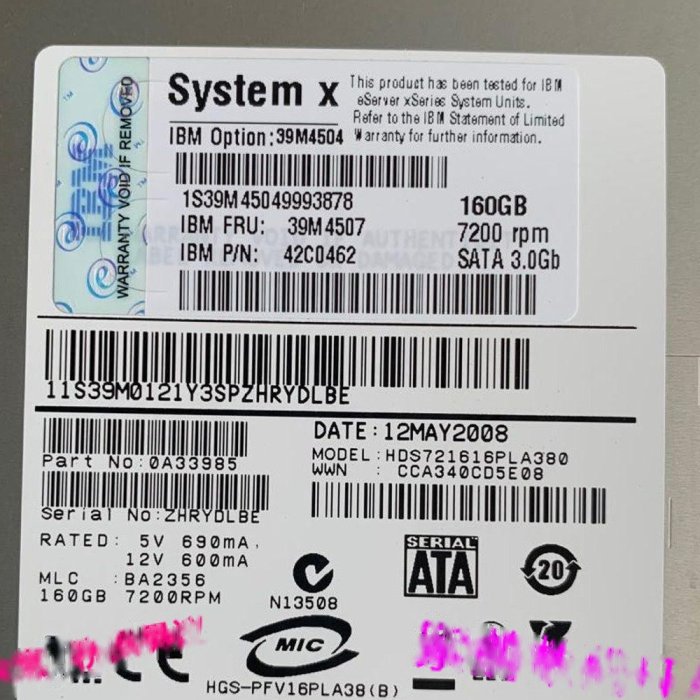 WARRANTY VOID IF REMOVED
IBM
System x
This product has been tested for IBM
eServer xSeries System Units.
Refer to the IBM Statement of Limited
Warranty for further information.
IBM Option:39M4504
1S39M45049993878
IBM FRU: 39M4507
IBM P/N: 42C0462
160GB
7200 rpm
SATA 3.0Gb
11S39M0121Y3SPZHRYDLBE
Part No:0A33985
Serial No:ZHRYDLBE
DATE:12MAY2008
MODEL:HDS721616PLA380
WWN : CCA340CD5E08
RATED: 5V 690mA,
12V 600mA
MLC :BA2356
160GB 7200RPM
N13508
SERIAL
SATA
20
MIC
HGS-PFV16PLA38(B)